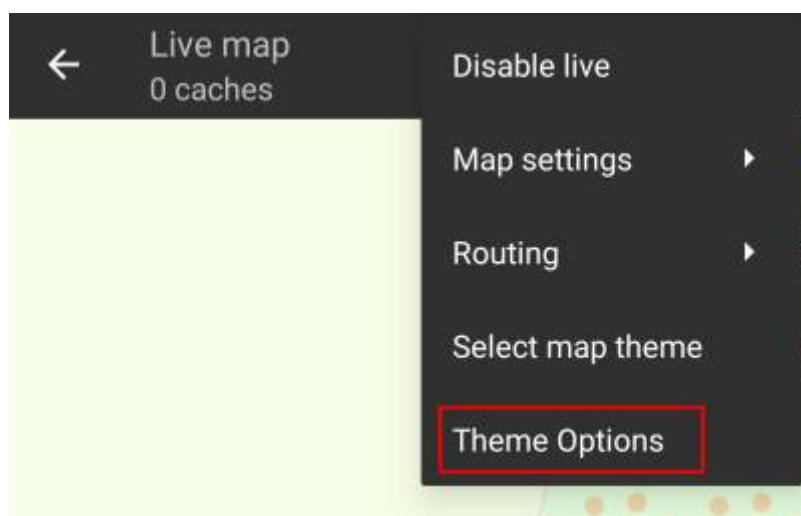 Live map
0 caches
Disable live
Map settings
Routing
Select map theme
Theme Options